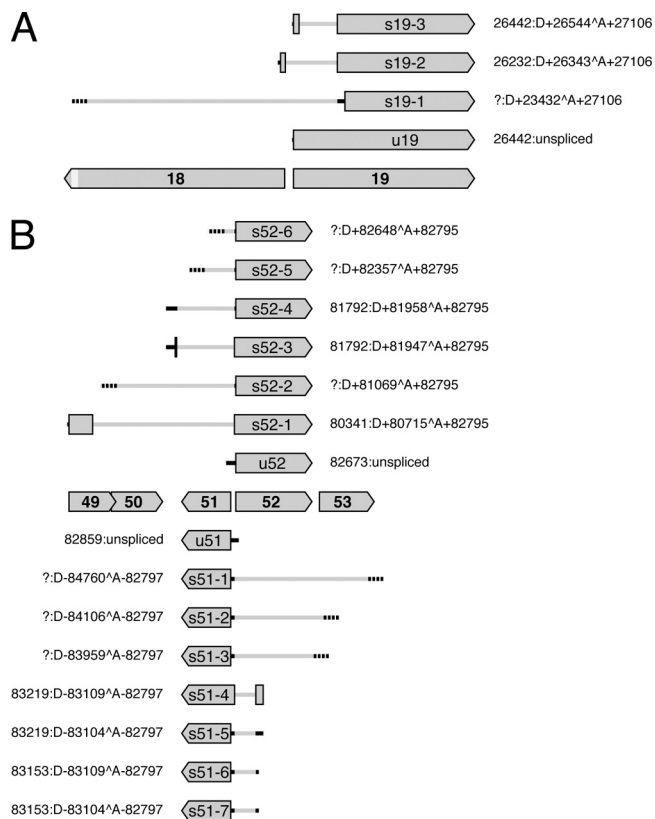 A
s19-3 26442:D+26544^A+27106
s19-2 26232:D+26343^A+27106
s19-1 ?:D+23432^A+27106
u19 26442:unspliced
18 19
B
s52-6 ?:D+82648^A+82795
s52-5 ?:D+82357^A+82795
s52-4 81792:D+81958^A+82795
s52-3 81792:D+81947^A+82795
s52-2 ?:D+81069^A+82795
s52-1 80341:D+80715^A+82795
u52 82673:unspliced
49 50 51 52 53
82859:unspliced u51
?:D-84760^A-82797 s51-1
?:D-84106^A-82797 s51-2
?:D-83959^A-82797 s51-3
83219:D-83109^A-82797 s51-4
83219:D-83104^A-82797 s51-5
83153:D-83109^A-82797 s51-6
83153:D-83104^A-82797 s51-7